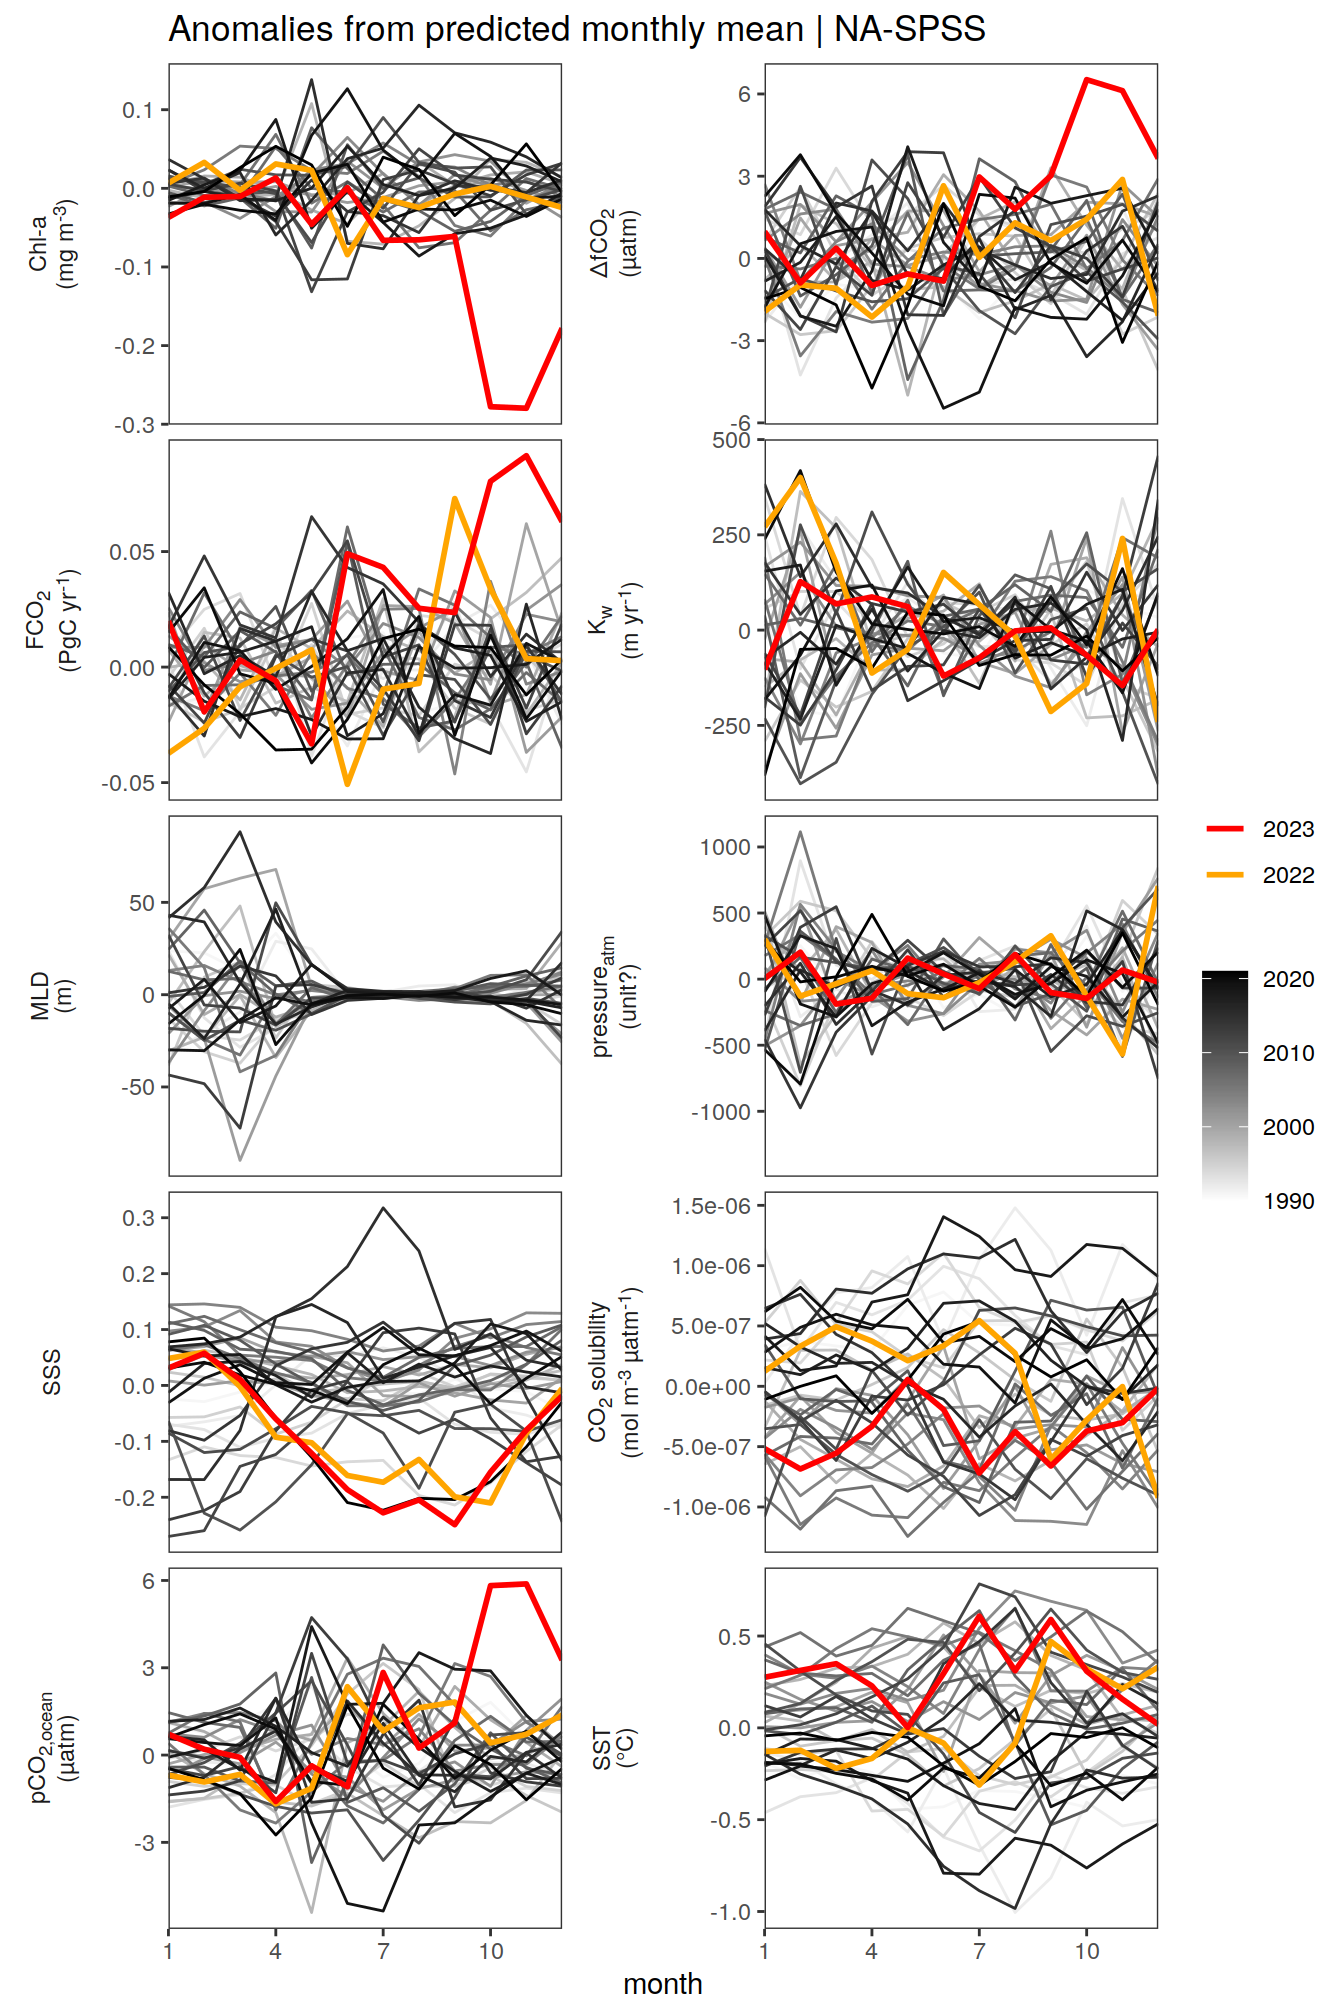 Anomalies from predicted monthly mean | NA-SPSS
Chl-a
(mg m-3)
0.1
0.0
-0.1
-0.2
-0.3
ΔfCO2
(µatm)
6
3
0
-3
-6
FCO2
(PgC yr-1)
0.05
0.00
-0.05
Kw
(m yr-1)
500
250
0
-250
MLD
(m)
50
0
-50
pressureatm
(unit?)
1000
500
0
-500
-1000
SSS
0.3
0.2
0.1
0.0
-0.1
-0.2
CO2 solubility
(mol m-3 µatm-1)
1.5e-06
1.0e-06
5.0e-07
0.0e+00
-5.0e-07
-1.0e-06
pCO2,ocean
(µatm)
6
3
0
-3
1 4 7 10
SST
(°C)
0.5
0.0
-0.5
-1.0
1 4 7 10
month
2023
2022
2020
2010
2000
1990